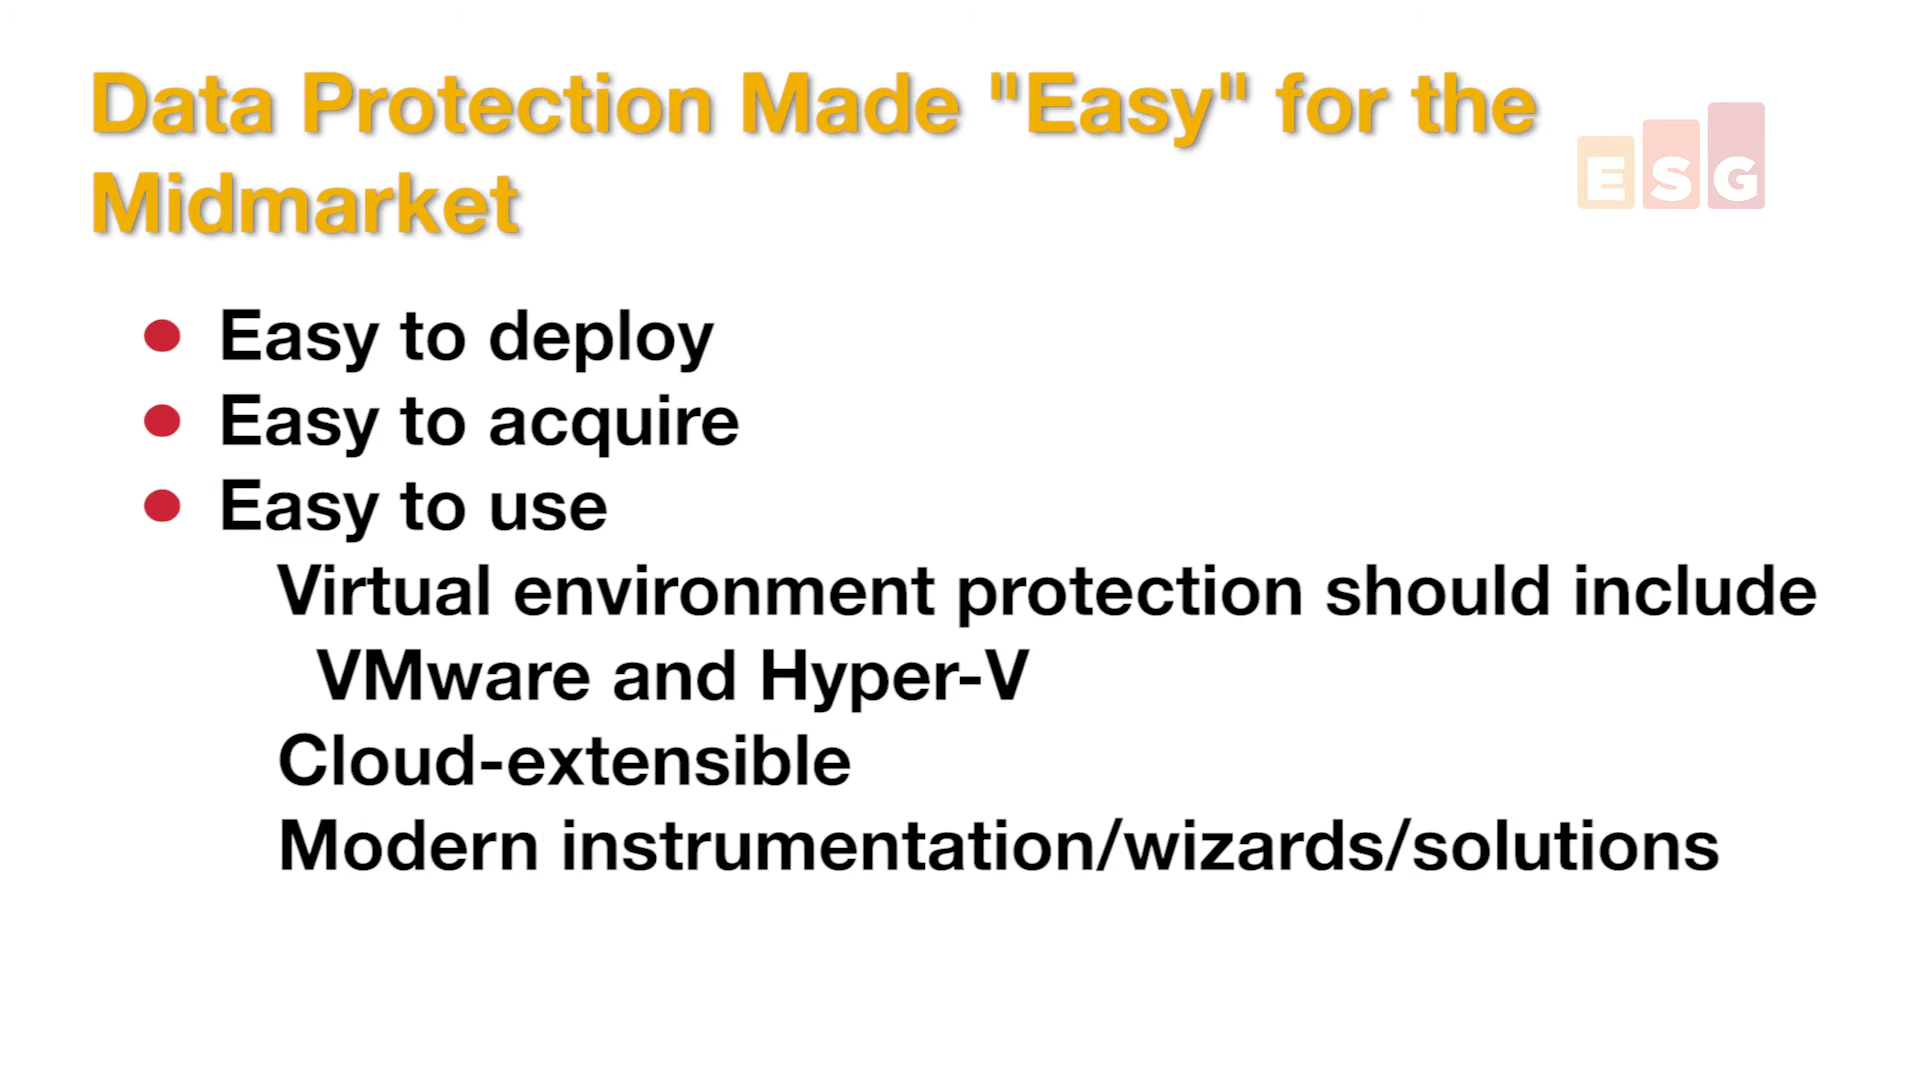 Data Protection Made "Easy" for the
Midmarket
ESG
Easy to deploy
Easy to acquire
Easy to use
Virtual environment protection should include
VMware and Hyper-V
Cloud-extensible
Modern instrumentation/wizards/solutions